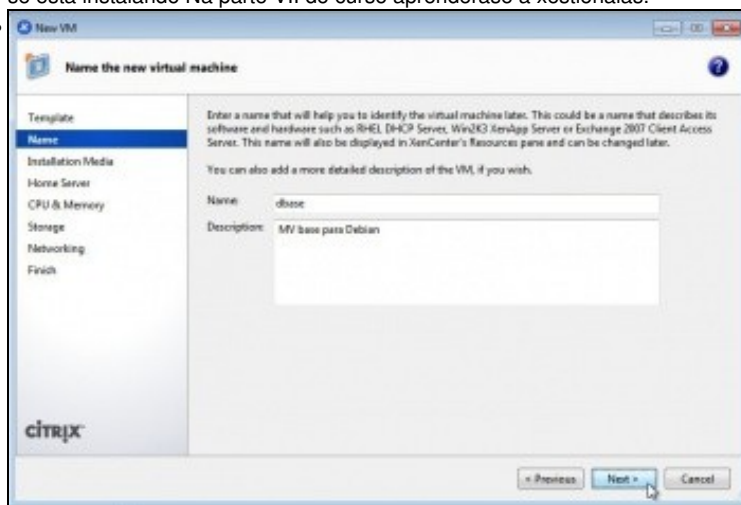 se está instalando Na parte VII do curso aprenderase a xestionalas.
New VM
Name the new virtual machine
Template
Name
Installation Media
Home Server
CPU & Memory
Storage
Networking
Finish
Enter a name that will help you to identify the virtual machine later. This could be a name that describes its
software and hardware such as RHEL DHCP Server, Win2K3 XenApp Server or Exchange 2007 Client Access
Server. This name will also be displayed in XenCenter's Resources pane and can be changed later.
You can also add a more detailed description of the VM, if you wish.
Name: dbase
Description: MV base para Debian
CITRIX
< Previous Next > Cancel